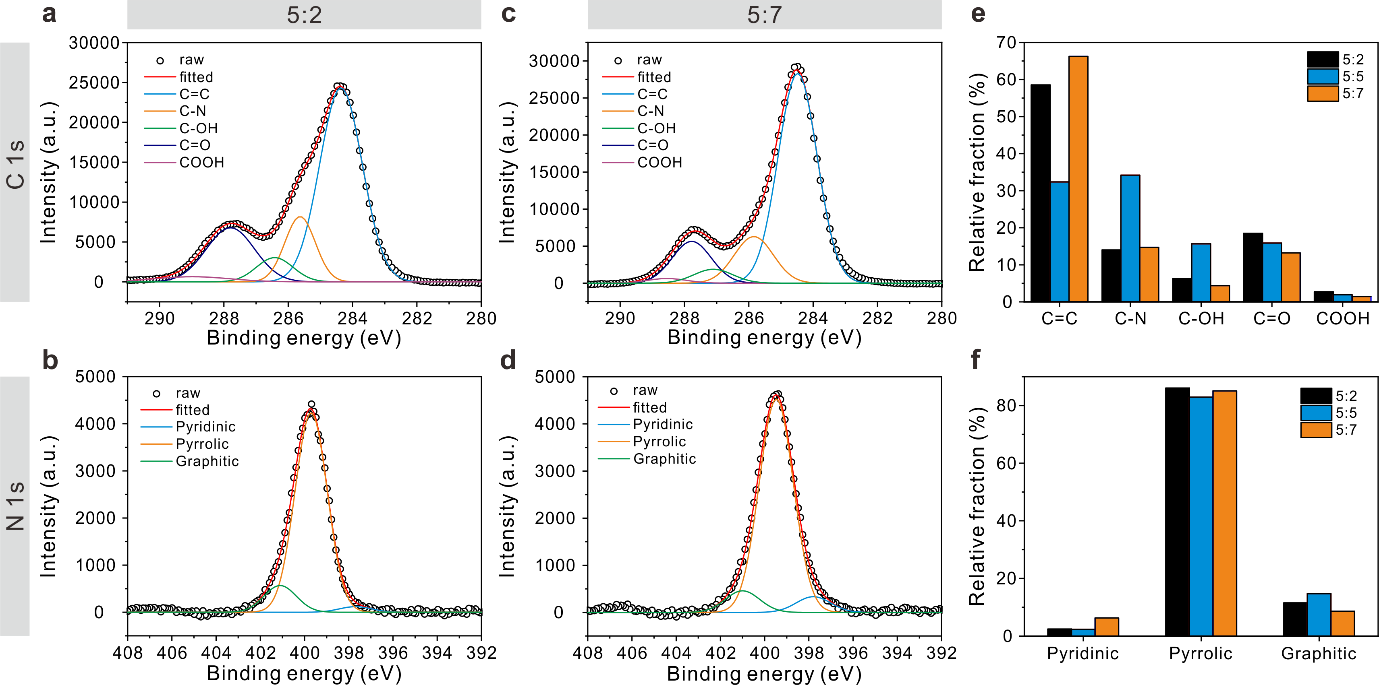 a
5:2
c
5:7
e
C 1s
30000
25000
20000
15000
10000
5000
0
Intensity (a.u.)
raw
fitted
C=C
C-N
C-OH
C=O
COOH
290 288 286 284 282 280
Binding energy (eV)
30000
25000
20000
15000
10000
5000
0
Intensity (a.u.)
raw
fitted
C=C
C-N
C-OH
C=O
COOH
290 288 286 284 282 280
Binding energy (eV)
70
60
50
40
30
20
10
0
Relative fraction (%)
5:2
5:5
5:7
C=C C-N C-OH C=O COOH
b
d
f
N 1s
5000
4000
3000
2000
1000
0
Intensity (a.u.)
raw
fitted
Pyridinic
Pyrrolic
Graphitic
408 406 404 402 400 398 396 394 392
Binding energy (eV)
5000
4000
3000
2000
1000
0
Intensity (a.u.)
raw
fitted
Pyridinic
Pyrrolic
Graphitic
408 406 404 402 400 398 396 394 392
Binding energy (eV)
80
60
40
20
0
Relative fraction (%)
5:2
5:5
5:7
Pyridinic Pyrrolic Graphitic